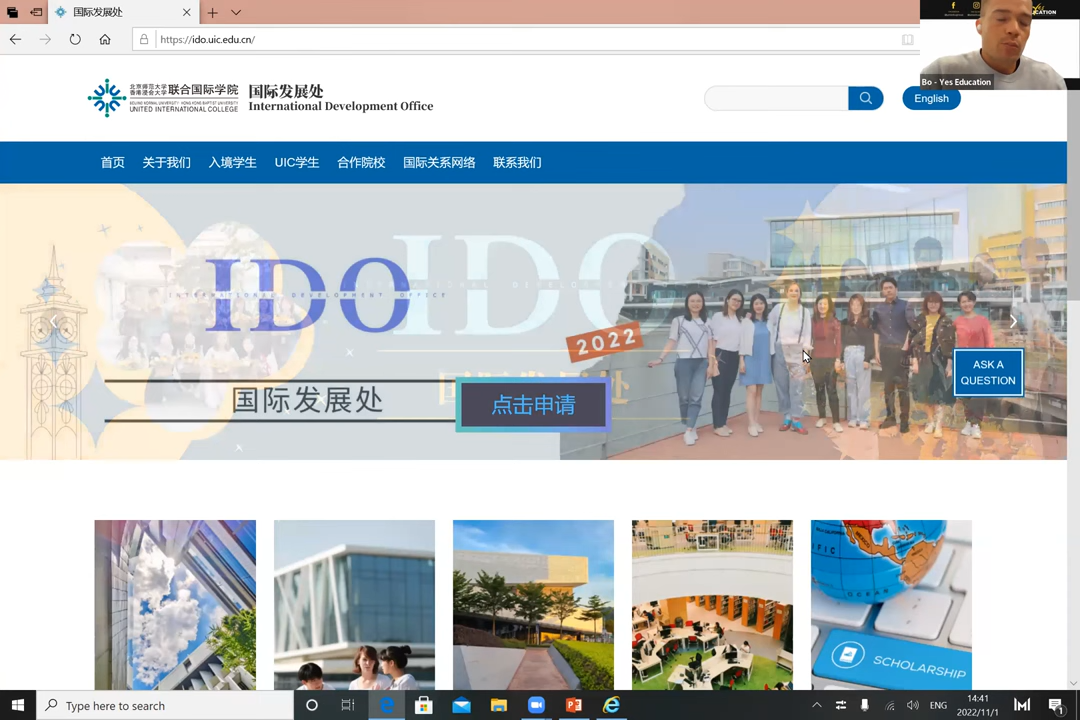 国际发展处
https://ido.uic.edu.cn/
CATION
Bo - Yes Education
北京师范大学
香港浸会大学
联合国际学院
BEIJING NORMAL UNIVERSITY · HONG KONG BAPTIST UNIVERSITY
UNITED INTERNATIONAL COLLEGE
国际发展处
International Development Office
English
首页 关于我们 入境学生 UIC学生 合作院校 国际关系网络 联系我们
IDO IDO
INTERNATIONAL DEVELOPMENT OFFICE
2022
国际发展处
点击申请
ASK A
QUESTION
SCHOLARSHIP
Type here to search
ENG
14:41
2022/11/1
1